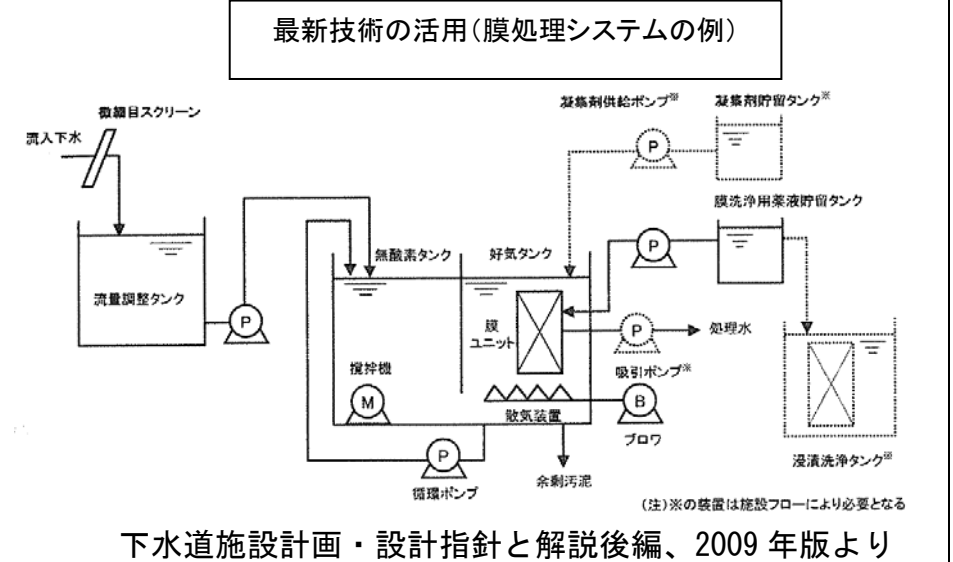 最新技術の活用(膜処理システムの例)
凝集剤供給ポンプ※
凝集剤貯留タンク※
微細目スクリーン
流入下水
P
膜洗浄用薬液貯留タンク
無酸素タンク
好気タンク
P
流量調整タンク
P
膜
ユニット
P
処理水
吸引ポンプ※
撹拌機
M
散気装置
B
ブロワ
P
循環ポンプ
余剰汚泥
浸漬洗浄タンク※
(注)※の装置は施設フローにより必要となる
下水道施設計画・設計指針と解説後編、2009 年版より